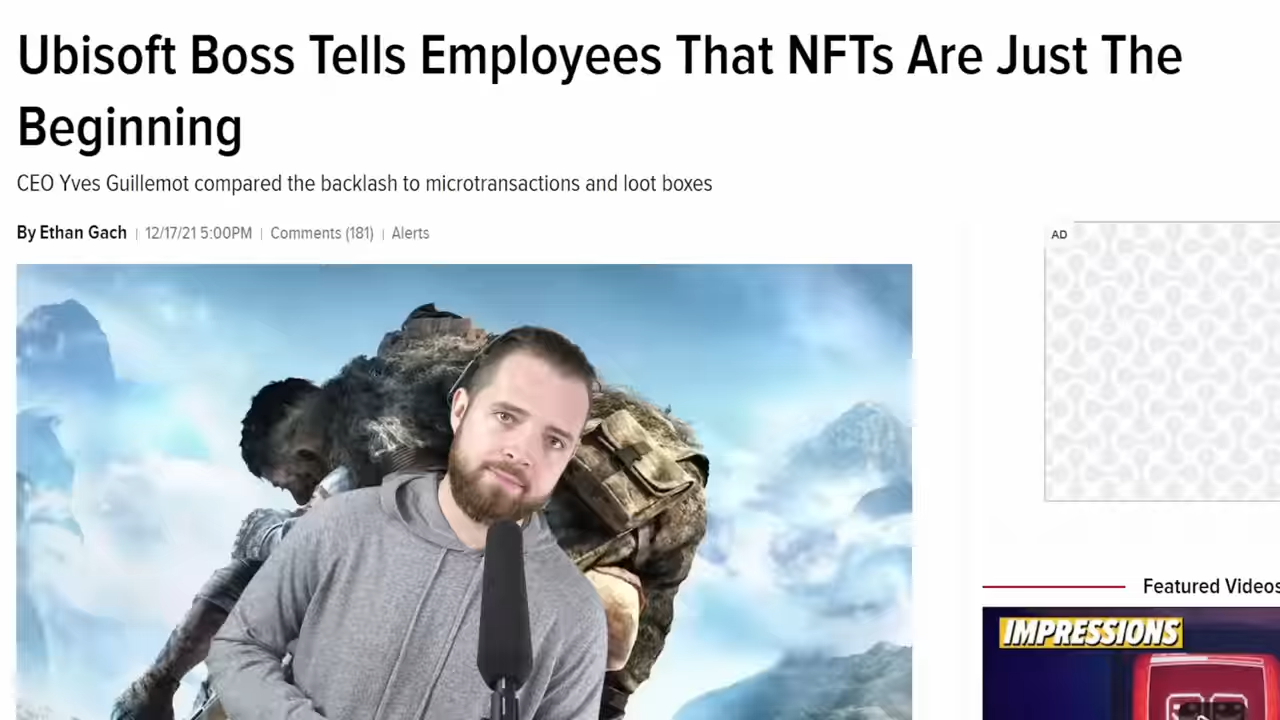 Ubisoft Boss Tells Employees That NFTs Are Just The
Beginning
CEO Yves Guillemot compared the backlash to microtransactions and loot boxes
By Ethan Gach | 12/17/21 5:00PM | Comments (181) | Alerts
AD
Featured Videos
IMPRESSIONS